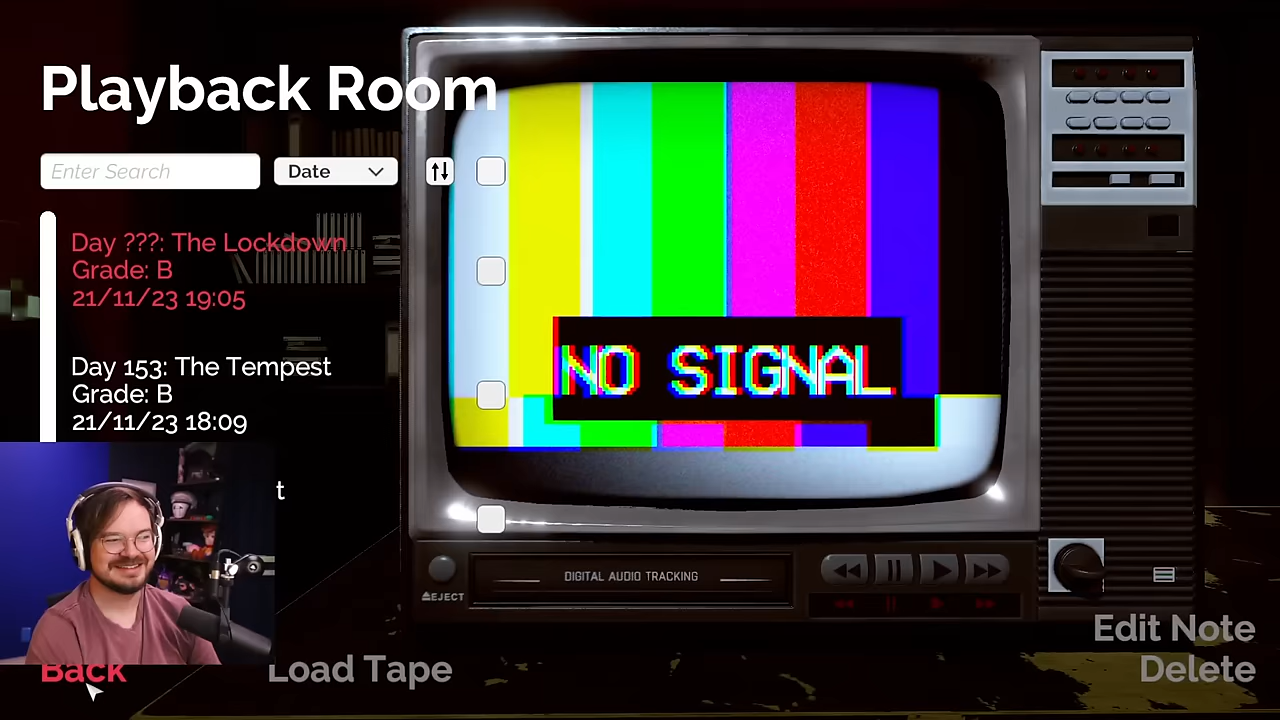 Playback Room
Enter Search
Date
Day ???: The Lockdown
Grade: B
21/11/23 19:05
Day 153: The Tempest
Grade: B
21/11/23 18:09
t
NO SIGNAL
DIGITAL AUDIO TRACKING
EJECT
Edit Note
Back
Load Tape
Delete